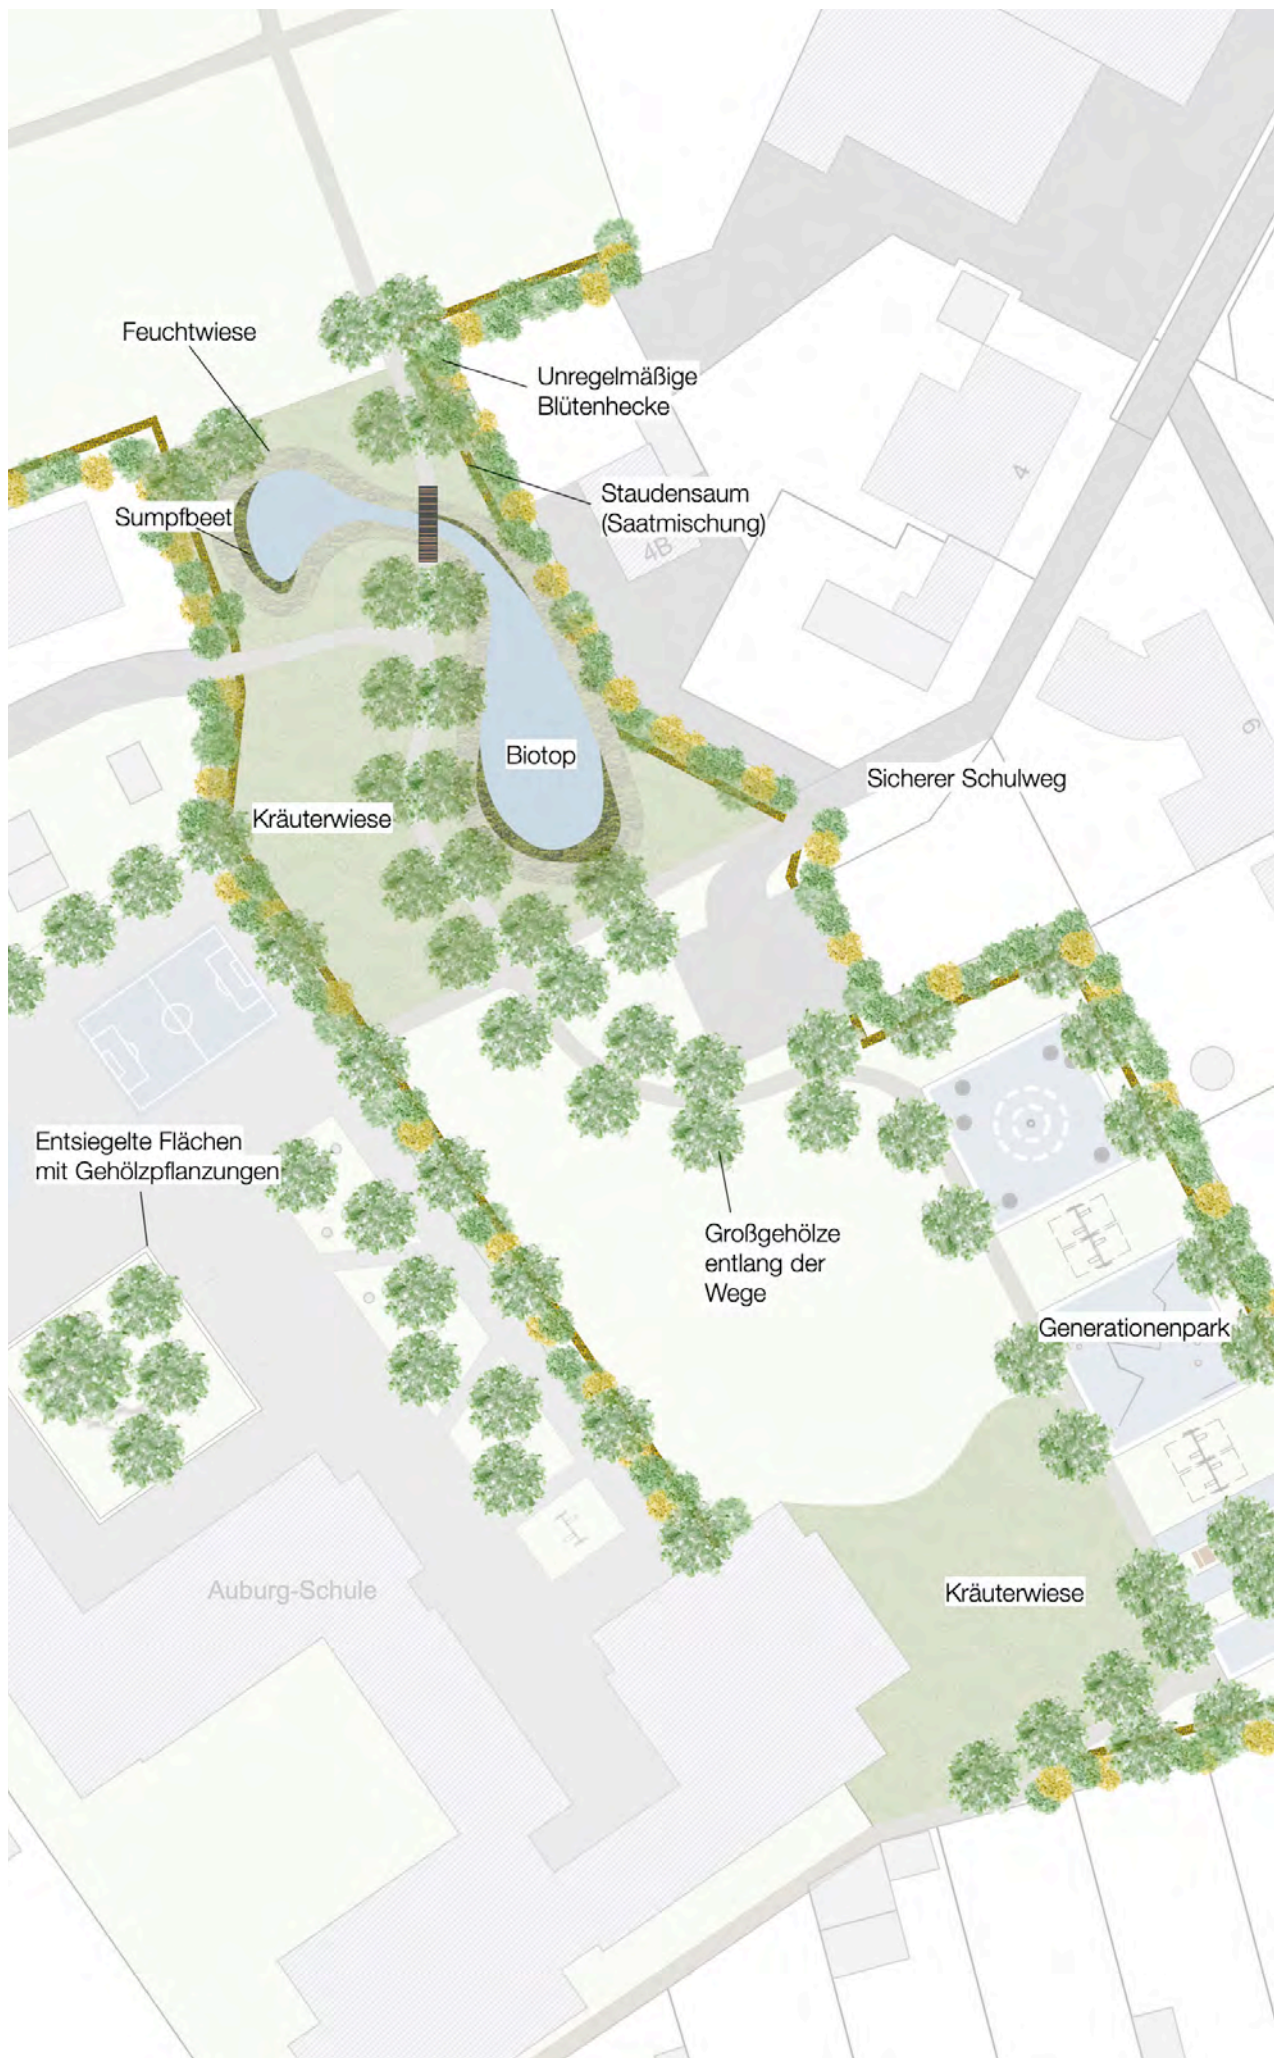 Feuchtwiese
Unregelmäßige
Blütenhecke
4
Staudensaum
(Saatmischung)
Sumpfbeet
4B
6
Biotop
Sicherer Schulweg
Kräuterwiese
Entsiegelte Flächen
mit Gehölzpflanzungen
Großgehölze
entlang der
Wege
Generationenpark
Auburg-Schule
Kräuterwiese